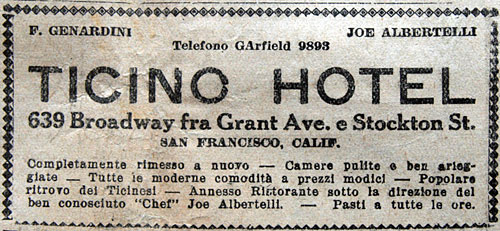 F. GENARDINI JOE ALBERTELLI
Telefono GArfield 9893
TICINO HOTEL
639 Broadway fra Grant Ave. e Stockton St.
SAN FRANCISCO, CALIF.
Completamente rimesso a nuovo — Camere pulite e ben arieg-
giate — Tutte le moderne comodità a prezzi modici — Popolare
ritrovo dei Ticinesi — Annesso Ristorante sotto la direzione del
ben conosciuto "Chef" Joe Albertelli. — Pasti a tutte le ore.